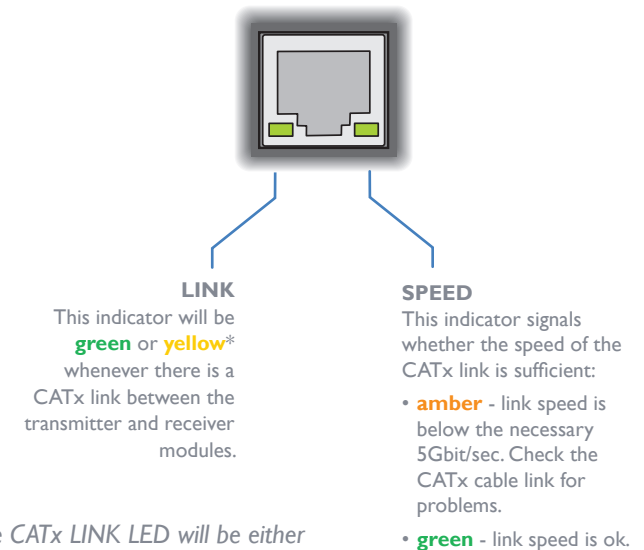 LINK
This indicator will be
green or yellow*
whenever there is a
CATx link between the
transmitter and receiver
modules.
SPEED
This indicator signals
whether the speed of the
CATx link is sufficient:
• amber - link speed is
below the necessary
5Gbit/sec. Check the
CATx cable link for
problems.
• green - link speed is ok.
CATx LINK LED will be either